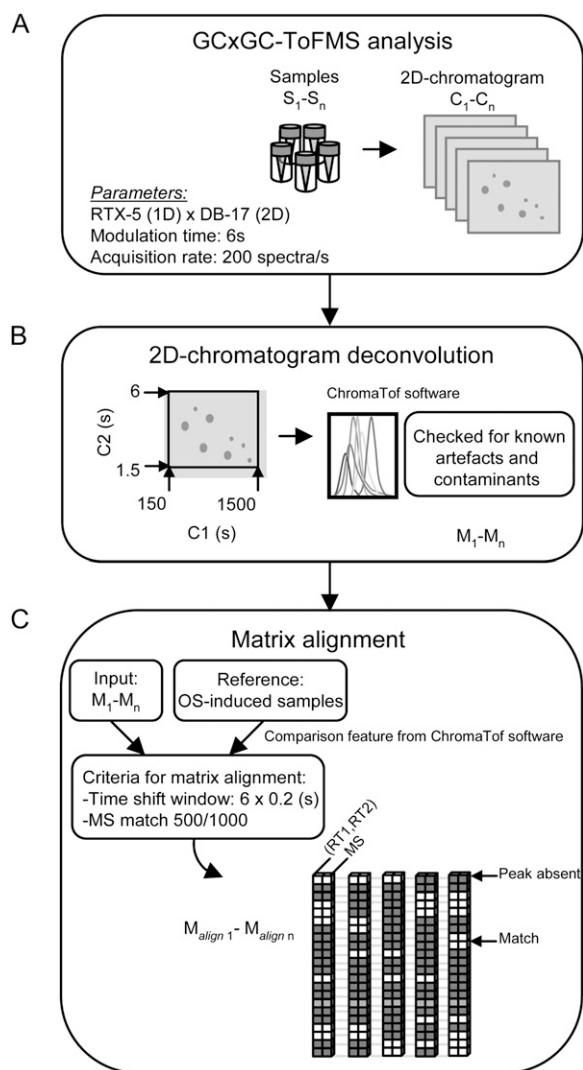 A
GCxGC-ToFMS analysis
Samples
S1-Sn
2D-chromatogram
C1-Cn
Parameters:
RTX-5 (1D) x DB-17 (2D)
Modulation time: 6s
Acquisition rate: 200 spectra/s
B
2D-chromatogram deconvolution
6
C2 (s)
1.5
150
1500
C1 (s)
ChromaTof software
Checked for known
artefacts and
contaminants
M1-Mn
C
Matrix alignment
Input:
M1-Mn
Reference:
OS-induced samples
Comparison feature from ChromaTof software
Criteria for matrix alignment:
-Time shift window: 6 x 0.2 (s)
-MS match 500/1000
(RT1,RT2)
MS
Peak absent
Malign 1- Malign n
Match